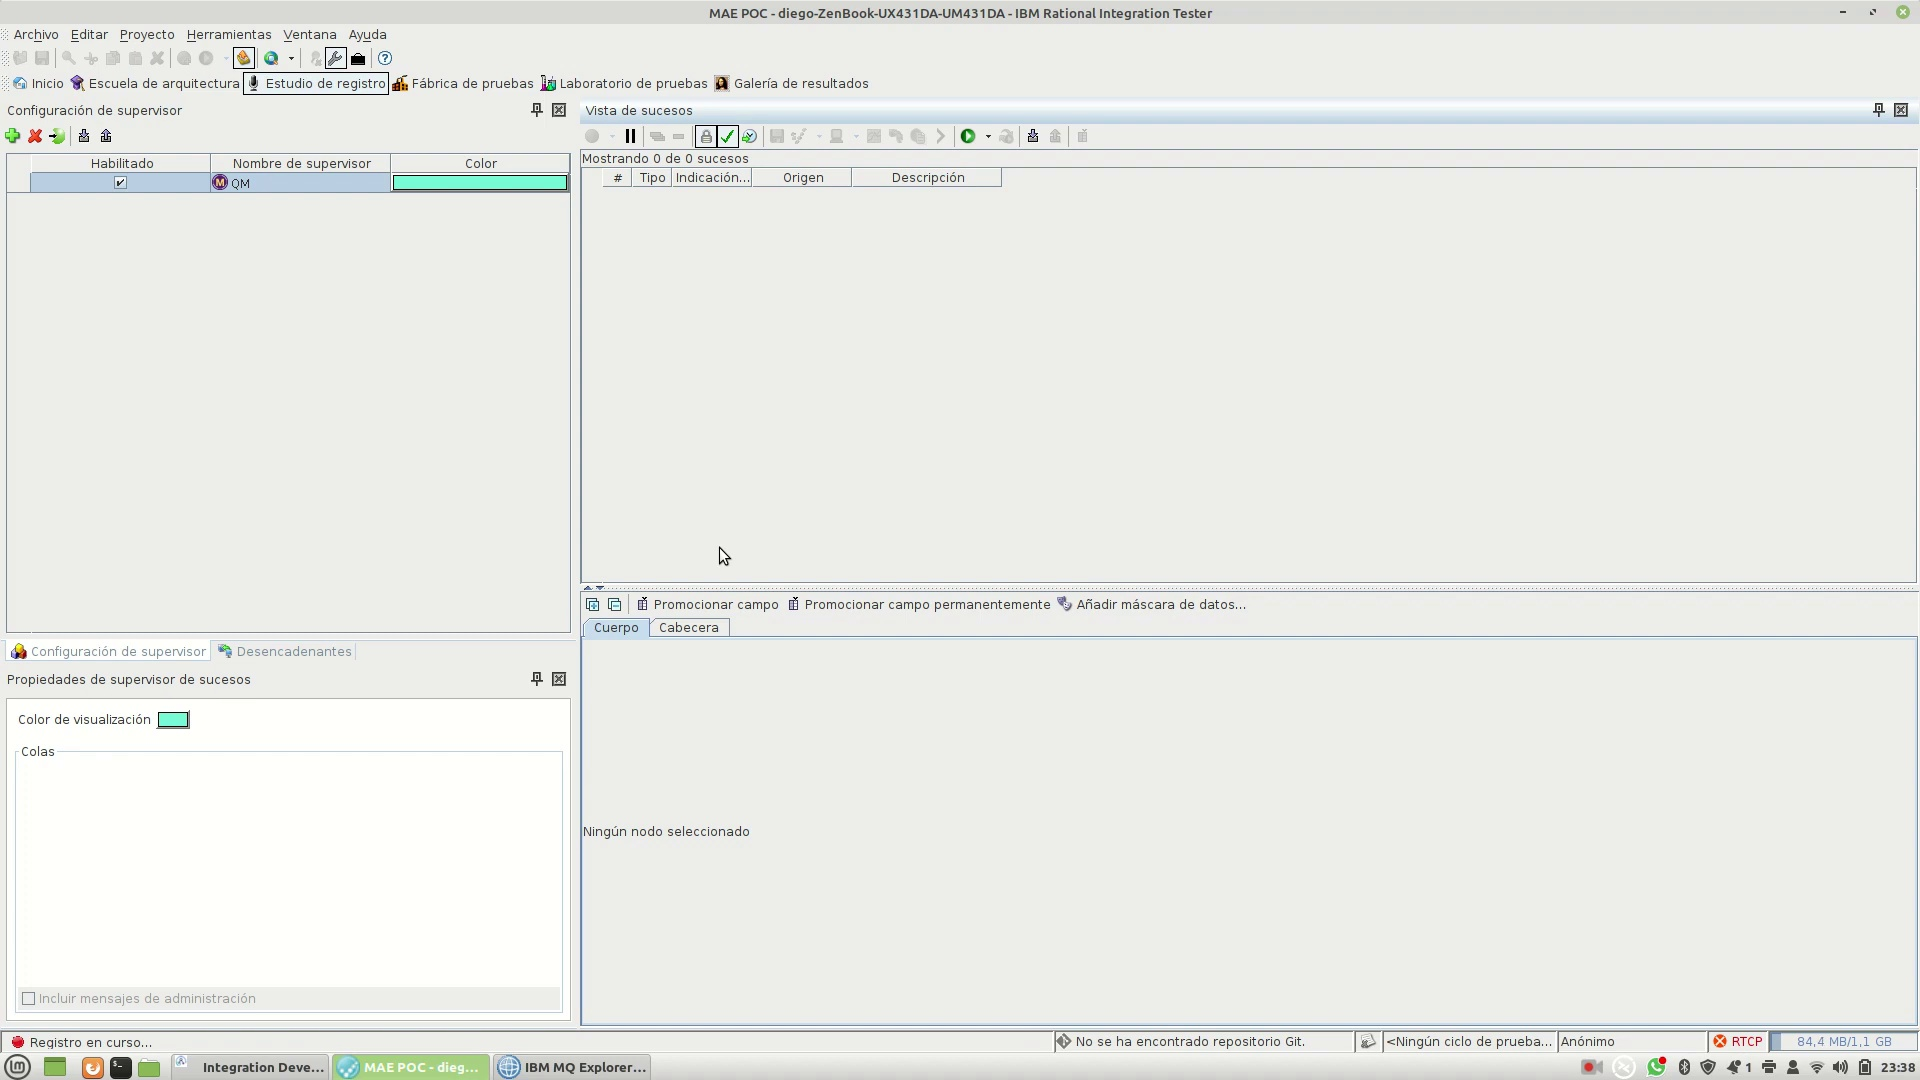 MAE POC - diego-ZenBook-UX431DA-UM431DA - IBM Rational Integration Tester
Archivo Editar Proyecto Herramientas Ventana Ayuda
Inicio Escuela de arquitectura Estudio de registro Fábrica de pruebas Laboratorio de pruebas Galería de resultados
Configuración de supervisor
Vista de sucesos
Mostrando 0 de 0 sucesos
Habilitado Nombre de supervisor Color
# Tipo Indicación... Origen Descripción
M QM
Promocionar campo Promocionar campo permanentemente Añadir máscara de datos...
Cuerpo Cabecera
Configuración de supervisor Desencadenantes
Propiedades de supervisor de sucesos
Color de visualización
Colas
Ningún nodo seleccionado
Incluir mensajes de administración
Registro en curso... No se ha encontrado repositorio Git. <Ningún ciclo de prueba... Anónimo RTCP 84,4 MB/1,1 GB
Integration Deve... MAE POC - dieg... IBM MQ Explorer... 1 23:38